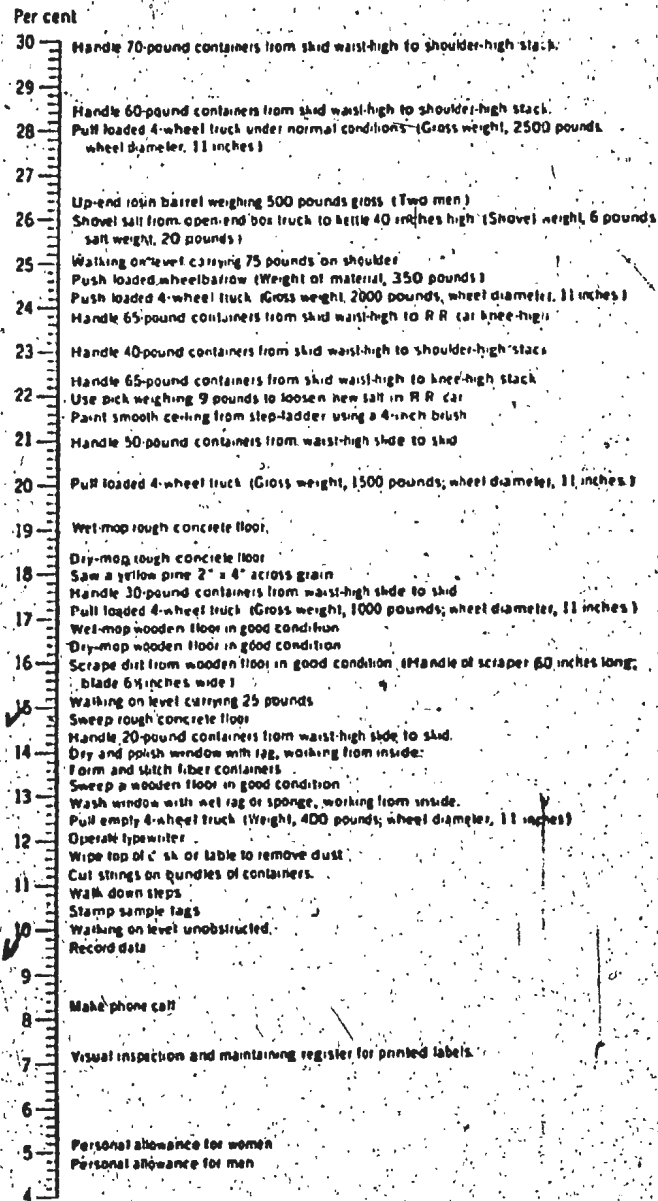 Per cent
30 Handle 70-pound containers from skid waist-high to shoulder-high stack.
29
Handle 60-pound containers from skid waist-high to shoulder-high stack.
28 Pull loaded 4-wheel truck under normal conditions (Gross weight, 2500 pounds
wheel diameter, 11 inches)
27
Up-end rosin barrel weighing 500 pounds gross (Two men)
26 Shovel salt from open-end box truck to kettle 40 inches high (Shovel weight, 6 pounds
salt weight, 20 pounds)
25 Walking on level carrying 75 pounds on shoulder
Push loaded wheelbarrow (Weight of material, 350 pounds)
Push loaded 4-wheel truck (Gross weight, 2000 pounds, wheel diameter, 11 inches)
24 Handle 65-pound containers from skid waist-high to R R car knee-high
23 Handle 40-pound containers from skid waist-high to shoulder-high stack
Handle 65-pound containers from skid waist-high to knee-high stack
22 Use pick weighing 9 pounds to loosen new salt in R R car
Paint smooth ceiling from step-ladder using a 4-inch brush
21 Handle 50-pound containers from waist-high slide to skid
20 Pull loaded 4-wheel truck (Gross weight, 1500 pounds; wheel diameter, 11 inches)
19 Wet-mop rough concrete floor
Dry-mop rough concrete floor
18 Saw a yellow pine 2" x 4" across grain
Handle 30-pound containers from waist-high slide to skid
17 Pull loaded 4-wheel truck (Gross weight, 1000 pounds; wheel diameter, 11 inches)
Wet-mop wooden floor in good condition
Dry-mop wooden floor in good condition
16 Scrape dirt from wooden floor in good condition (Handle of scraper 60 inches long;
blade 6½ inches wide)
Walking on level carrying 25 pounds
15 Sweep rough concrete floor
Handle 20-pound containers from waist-high slide to skid.
14 Dry and polish window with rag, working from inside.
Form and stitch fiber containers
Sweep a wooden floor in good condition
13 Wash window with wet rag or sponge, working from inside.
Pull empty 4-wheel truck (Weight, 400 pounds; wheel diameter, 11 inches)
12 Operate typewriter
Wipe top of or table to remove dust
11 Cut strings on bundles of containers.
Walk down steps
Stamp sample tags
10 Walking on level unobstructed.
Record data
9
Make phone call
8
Visual inspection and maintaining register for printed labels.
7
6
5 Personal allowance for women
Personal allowance for men
4